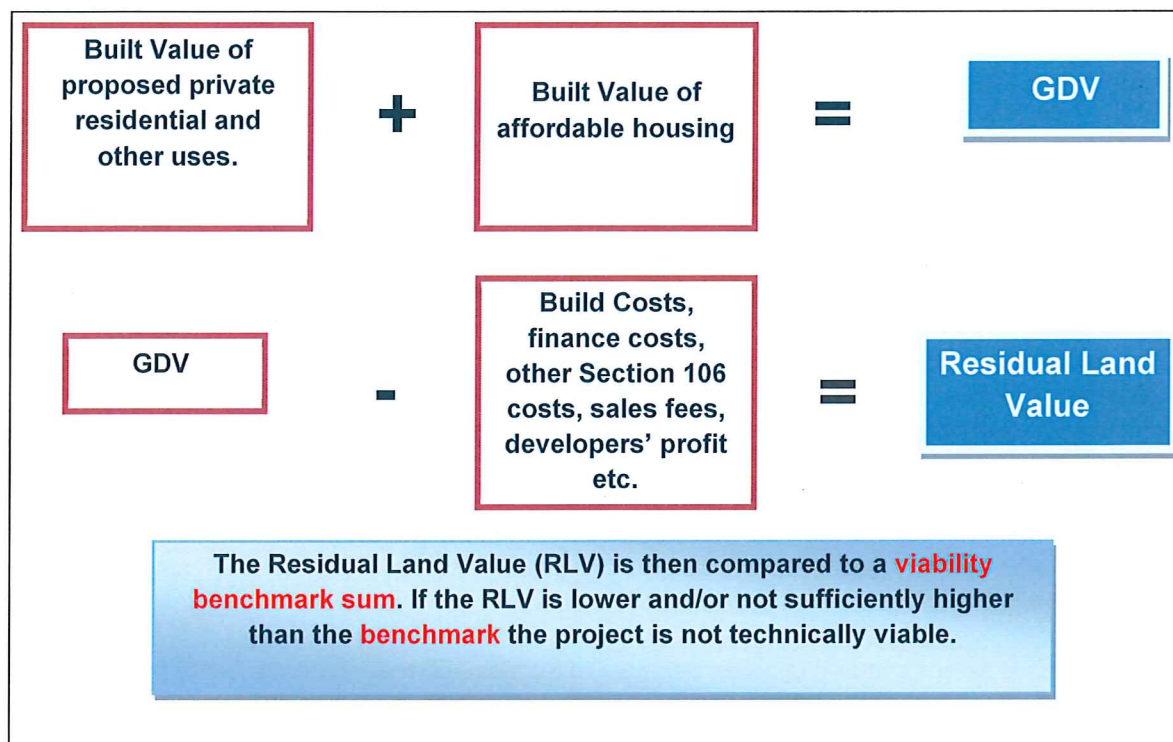 Built Value of
proposed private
residential and
other uses.
+
Built Value of
affordable housing
=
GDV
GDV
-
Build Costs,
finance costs,
other Section 106
costs, sales fees,
developers' profit
etc.
=
Residual Land
Value
The Residual Land Value (RLV) is then compared to a viability
benchmark sum. If the RLV is lower and/or not sufficiently higher
than the benchmark the project is not technically viable.